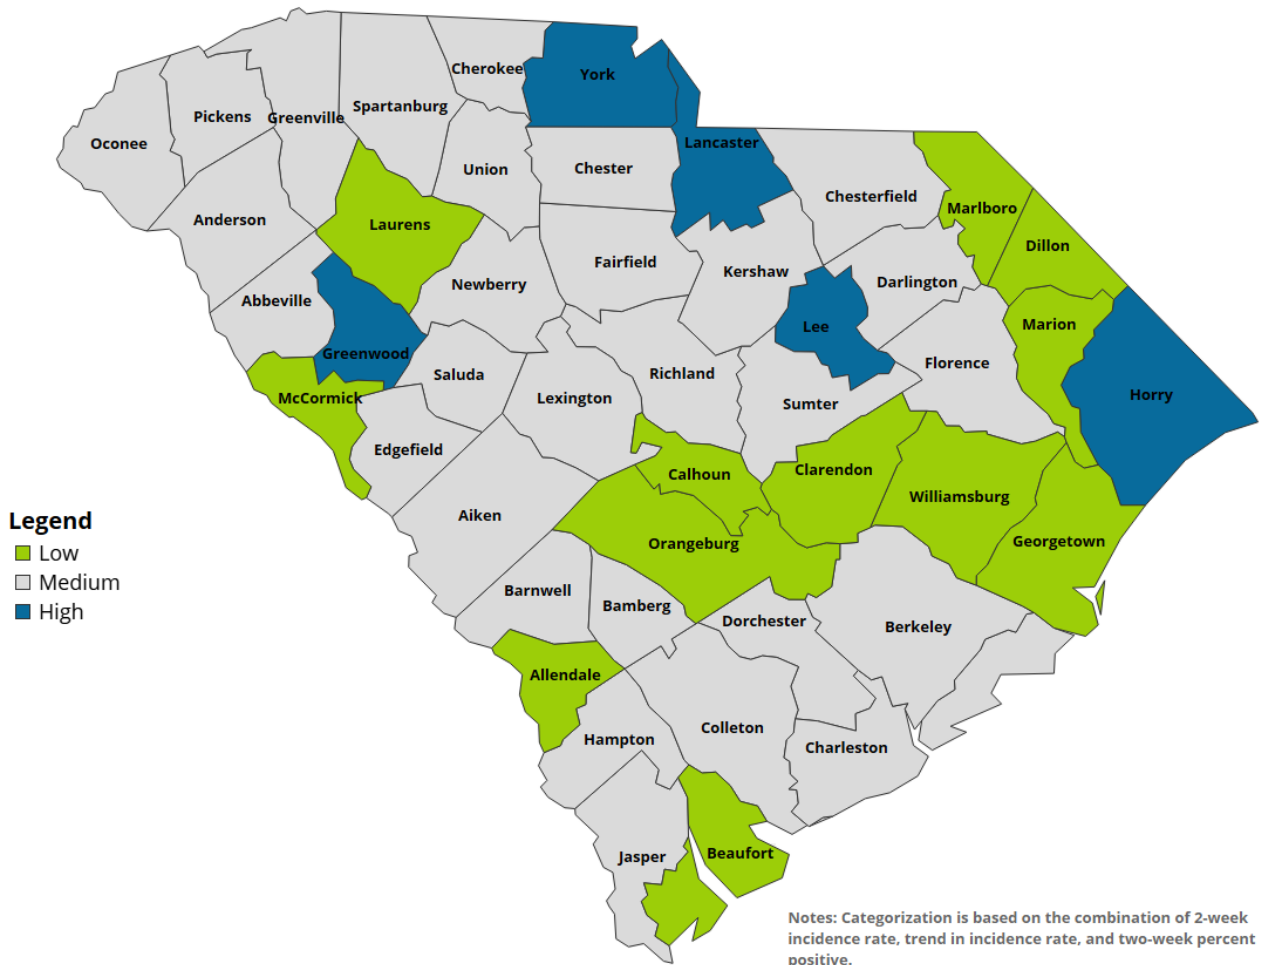 Cherokee
York
Spartanburg
Pickens
Greenville
Oconee
Lancaster
Union
Chester
Chesterfield
Marlboro
Anderson
Laurens
Dillon
Fairfield
Kershaw
Darlington
Newberry
Abbeville
Lee
Marion
Greenwood
Florence
Saluda
Richland
McCormick
Lexington
Sumter
Horry
Edgefield
Calhoun
Clarendon
Williamsburg
Aiken
Orangeburg
Georgetown
Legend
Low
Medium
High
Barnwell
Bamberg
Dorchester
Berkeley
Allendale
Hampton
Colleton
Charleston
Jasper
Beaufort
Notes: Categorization is based on the combination of 2-week
incidence rate, trend in incidence rate, and two-week percent
positive.